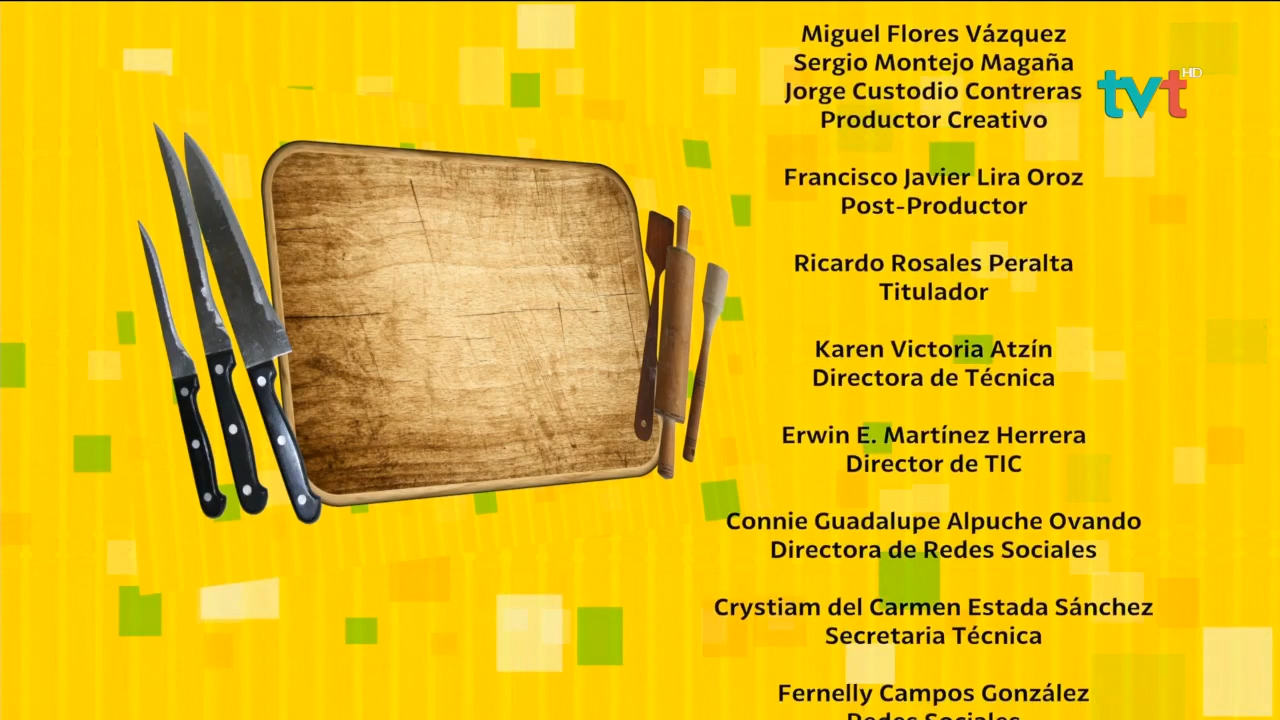 Miguel Flores Vázquez
Sergio Montejo Magaña
Jorge Custodio Contreras
Productor Creativo
tvt HD
Francisco Javier Lira Oroz
Post-Productor
Ricardo Rosales Peralta
Titulador
Karen Victoria Atzín
Directora de Técnica
Erwin E. Martínez Herrera
Director de TIC
Connie Guadalupe Alpuche Ovando
Directora de Redes Sociales
Crystiam del Carmen Estada Sánchez
Secretaria Técnica
Fernelly Campos González
Redes Sociales